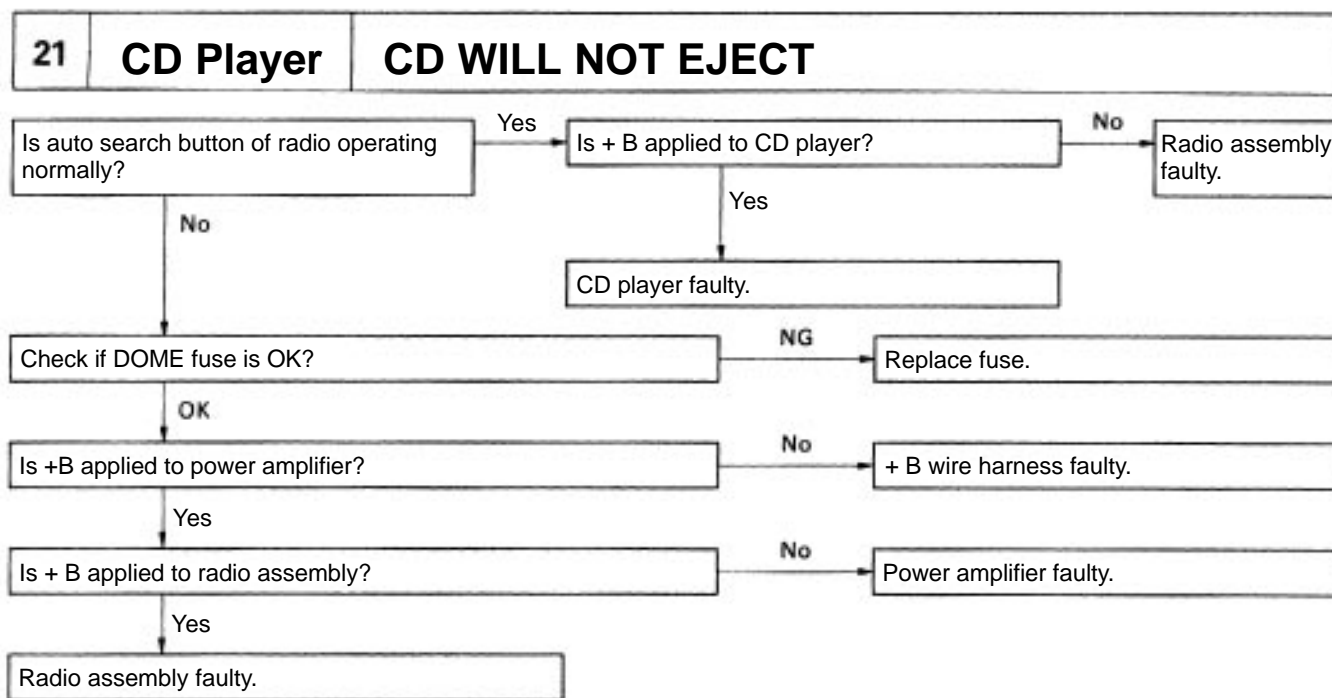 21 CD Player CD WILL NOT EJECT
Is auto search button of radio operating
normally?
Yes
Is + B applied to CD player?
No
Radio assembly
faulty.
Yes
No
CD player faulty.
Check if DOME fuse is OK?
NG
Replace fuse.
OK
Is +B applied to power amplifier?
No
+ B wire harness faulty.
Yes
Is + B applied to radio assembly?
No
Power amplifier faulty.
Yes
Radio assembly faulty.